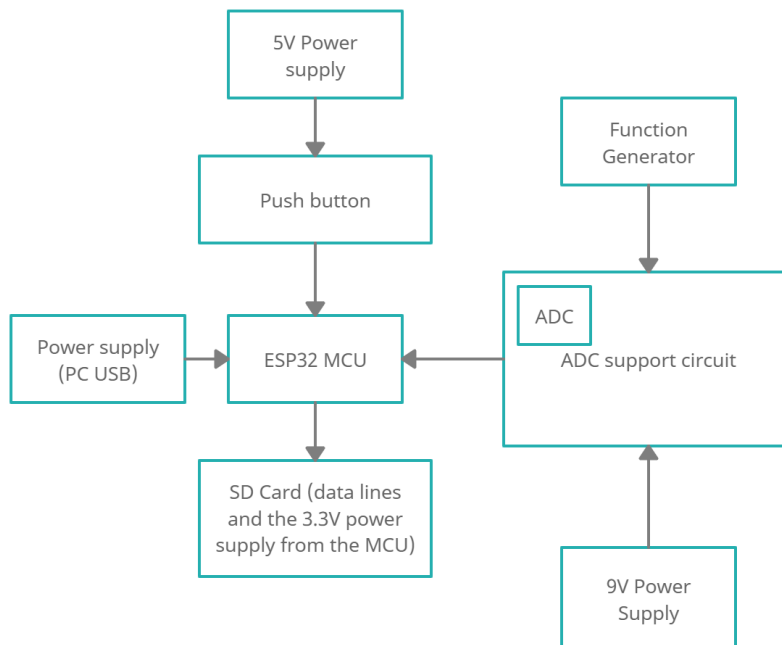 5V Power
supply
Function
Generator
Push button
ADC
Power supply
(PC USB)
ESP32 MCU
ADC support circuit
SD Card (data lines
and the 3.3V power
supply from the MCU)
9V Power
Supply